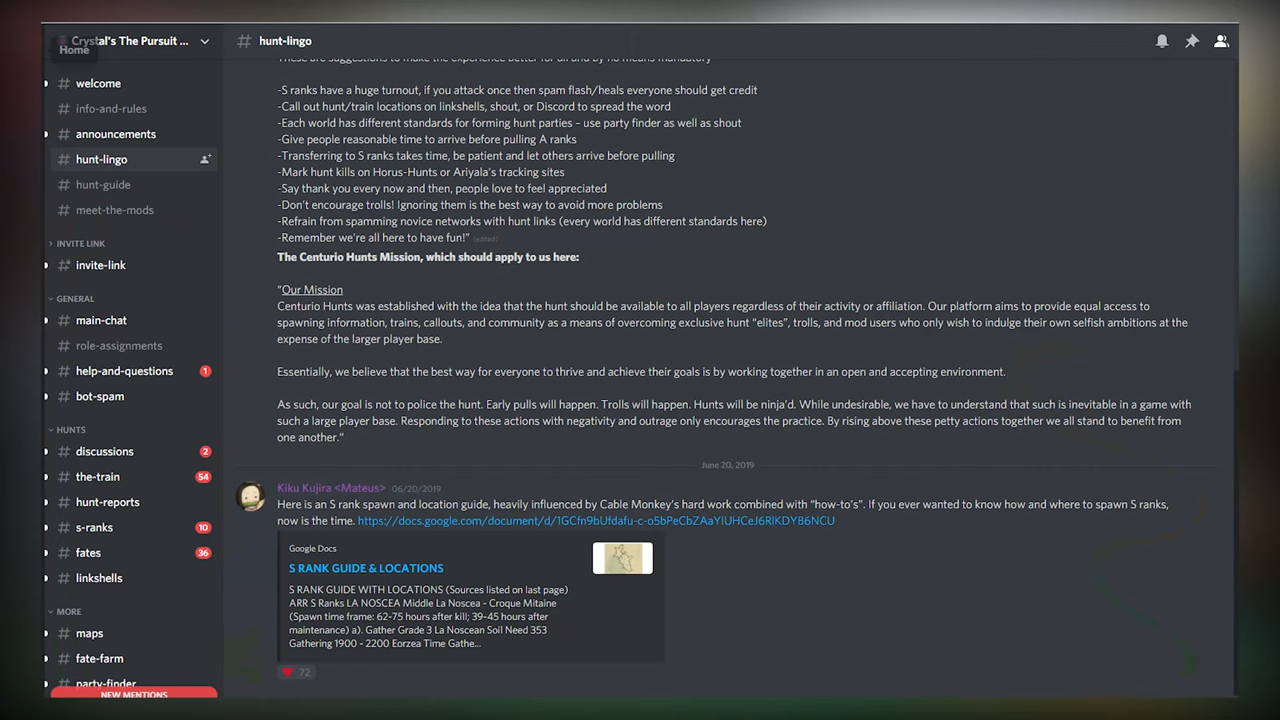 Crystal's The Pursuit ...
Home
welcome
info-and-rules
announcements
hunt-lingo
hunt-guide
meet-the-mods
INVITE LINK
invite-link
GENERAL
main-chat
role-assignments
help-and-questions 1
bot-spam
HUNTS
discussions 2
the-train 54
hunt-reports
s-ranks 10
fates 36
linkshells
MORE
maps
fate-farm
party-finder
NEW MENTIONS
# hunt-lingo
These are suggestions to make the experience better for all and by no means mandatory
-S ranks have a huge turnout, if you attack once then spam flash/heals everyone should get credit
-Call out hunt/train locations on linkshells, shout, or Discord to spread the word
-Each world has different standards for forming hunt parties – use party finder as well as shout
-Give people reasonable time to arrive before pulling A ranks
-Transferring to S ranks takes time, be patient and let others arrive before pulling
-Mark hunt kills on Horus-Hunts or Ariyala's tracking sites
-Say thank you every now and then, people love to feel appreciated
-Don't encourage trolls! Ignoring them is the best way to avoid more problems
-Refrain from spamming novice networks with hunt links (every world has different standards here)
-Remember we're all here to have fun!” (edited)
The Centurio Hunts Mission, which should apply to us here:
“Our Mission
Centurio Hunts was established with the idea that the hunt should be available to all players regardless of their activity or affiliation. Our platform aims to provide equal access to
spawning information, trains, callouts, and community as a means of overcoming exclusive hunt “elites”, trolls, and mod users who only wish to indulge their own selfish ambitions at the
expense of the larger player base.
Essentially, we believe that the best way for everyone to thrive and achieve their goals is by working together in an open and accepting environment.
As such, our goal is not to police the hunt. Early pulls will happen. Trolls will happen. Hunts will be ninja'd. While undesirable, we have to understand that such is inevitable in a game with
such a large player base. Responding to these actions with negativity and outrage only encourages the practice. By rising above these petty actions together we all stand to benefit from
one another.”
June 20, 2019
Kiku Kujira <Mateus> 06/20/2019
Here is an S rank spawn and location guide, heavily influenced by Cable Monkey's hard work combined with “how-to's”. If you ever wanted to know how and where to spawn S ranks,
now is the time. https://docs.google.com/document/d/1GCfn9bUfdafu-c-o5bPeCbZAaYIUHCeJ6RlKDYB6NCU
Google Docs
S RANK GUIDE & LOCATIONS
S RANK GUIDE WITH LOCATIONS (Sources listed on last page)
ARR S Ranks LA NOSCEA Middle La Noscea - Croque Mitaine
(Spawn time frame: 62-75 hours after kill; 39-45 hours after
maintenance) a). Gather Grade 3 La Noscean Soil Need 353
Gathering 1900 - 2200 Eorzea Time Gathe...
72